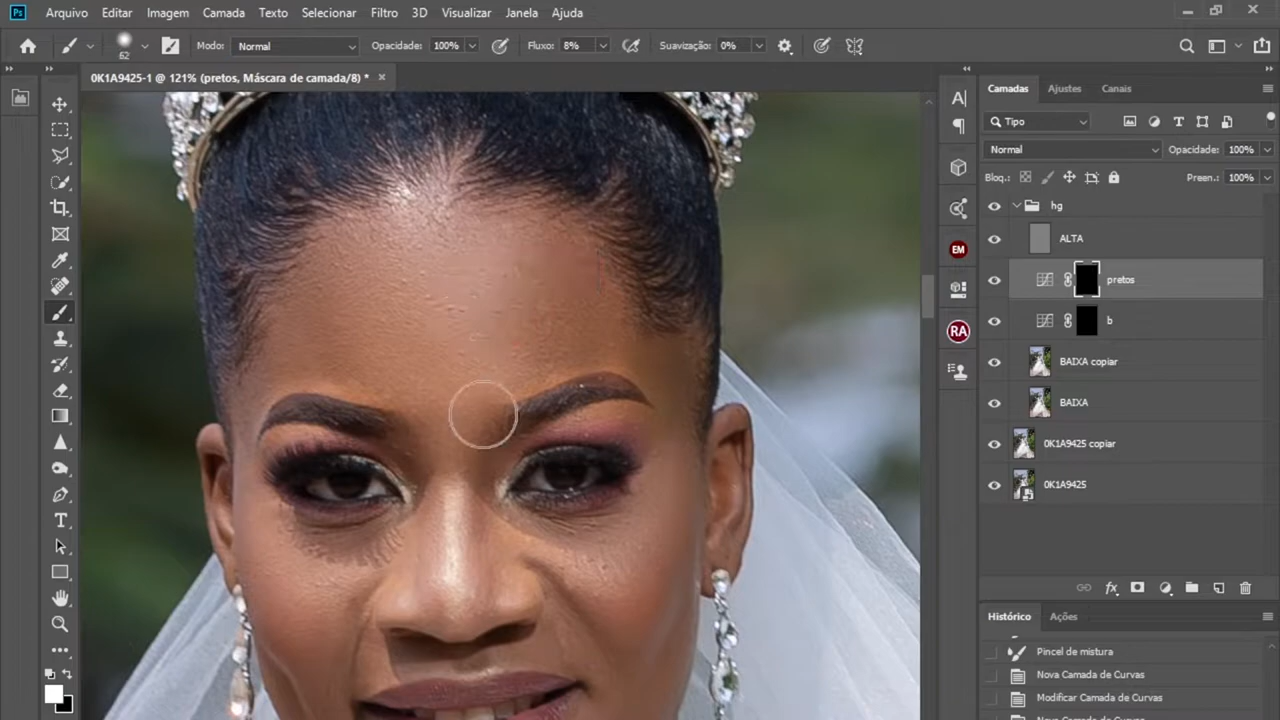 Ps Arquivo Editar Imagem Camada Texto Selecionar Filtro 3D Visualizar Janela Ajuda
62 Modo: Normal Opacidade: 100% Fluxo: 8% Suavização: 0%
0K1A9425-1 @ 121% (pretos, Máscara de camada/8) * ×
Camadas Ajustes Canais
Tipo
Normal Opacidade: 100%
Bloq.: Preen.: 100%
hg
ALTA
pretos
b
BAIXA copiar
BAIXA
0K1A9425 copiar
0K1A9425
EM
RA
fx
Histórico Ações
Pincel de mistura
Nova Camada de Curvas
Modificar Camada de Curvas